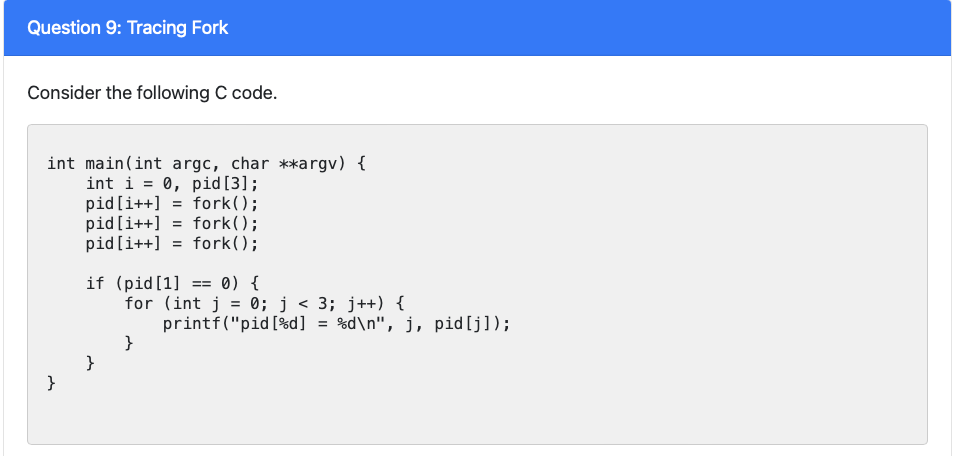 Question 9: Tracing Fork
Consider the following C code.
int main(int argc, char **argv) {
    int i = 0, pid[3];
    pid[i++] = fork();
    pid[i++] = fork();
    pid[i++] = fork();
    if (pid[1] == 0) {
        for (int j = 0; j < 3; j++) {
            printf("pid[%d] = %d\n", j, pid[j]);
        }
    }
}